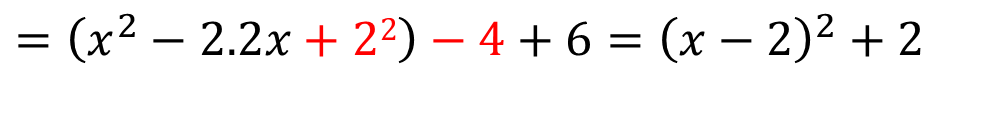 = (x² − 2.2x + 2²) − 4 + 6 = (x − 2)² + 2